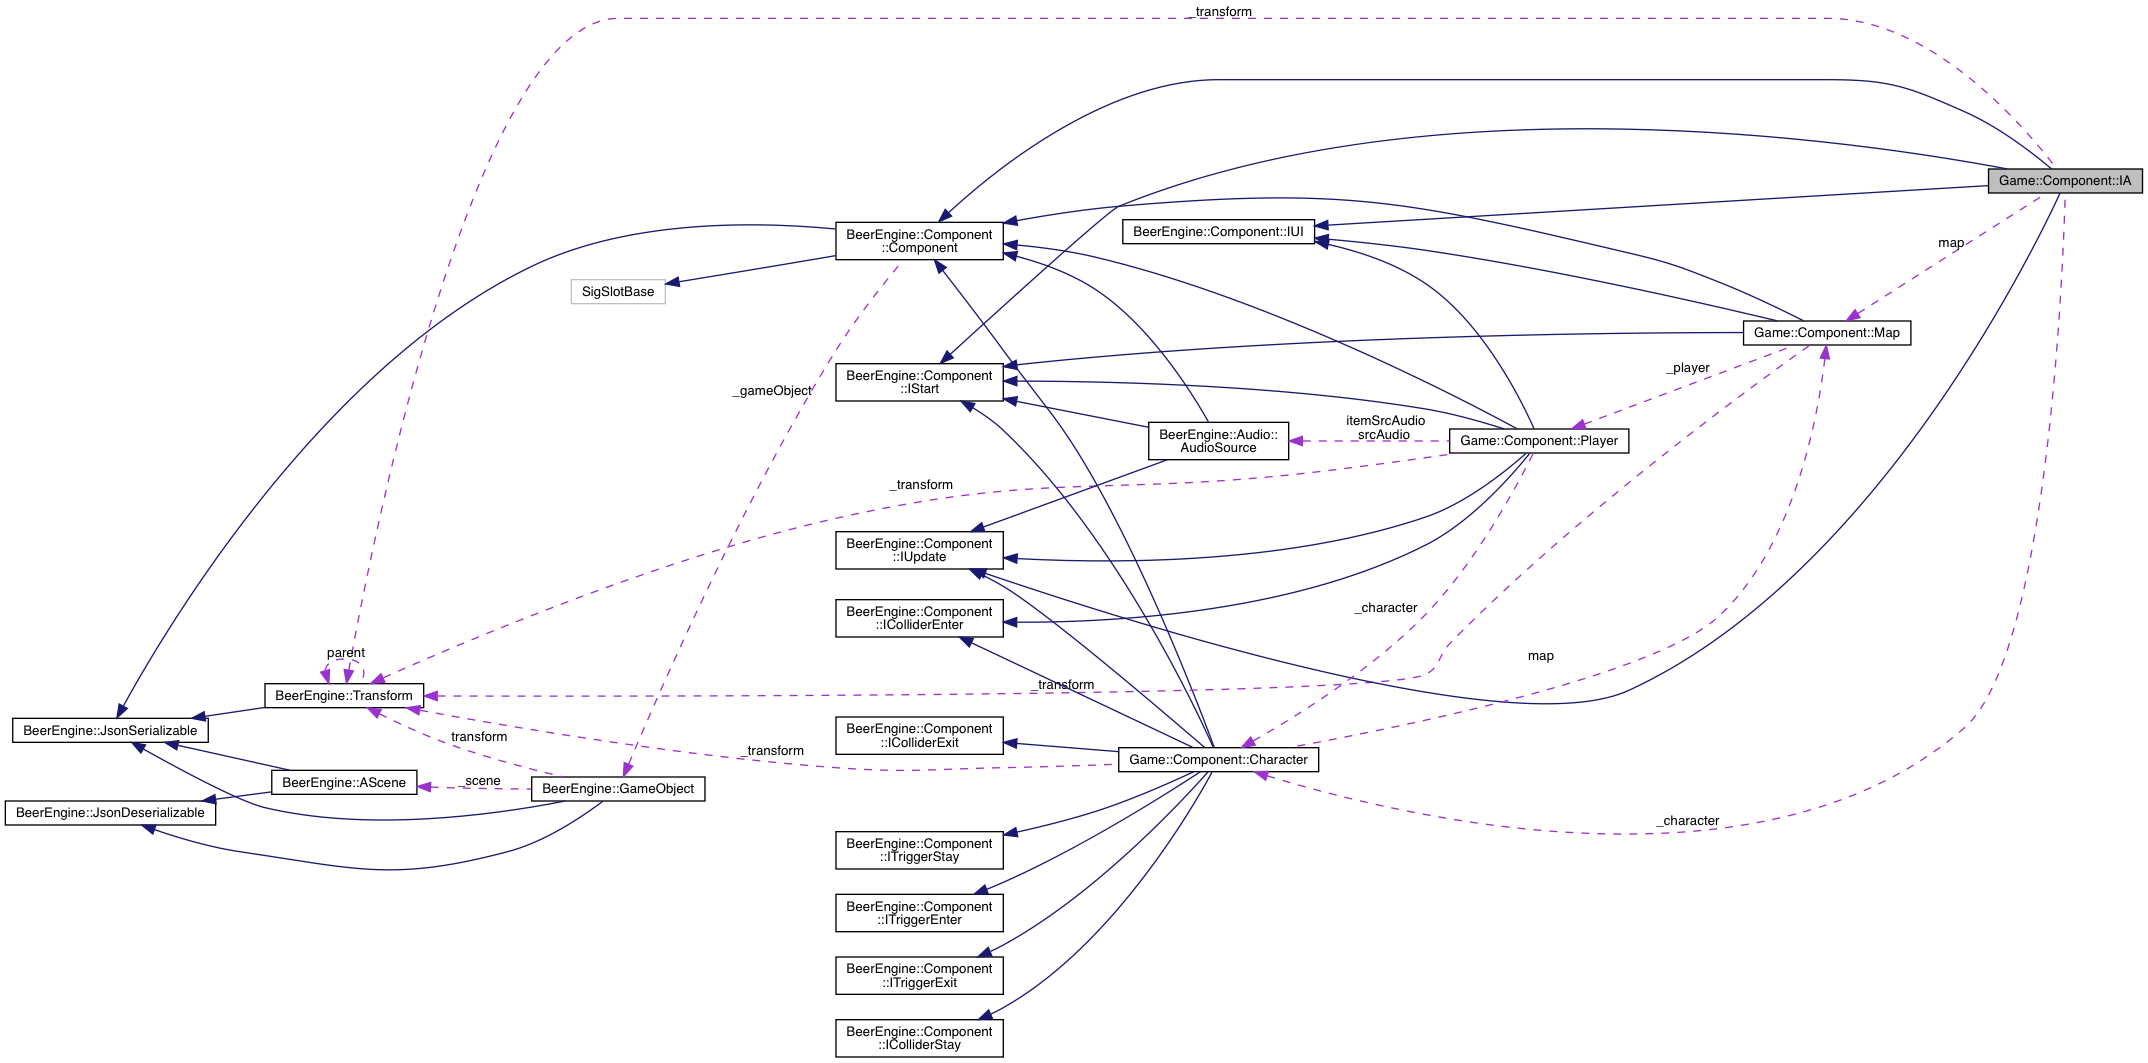 _transform
Game::Component::IA
BeerEngine::Component
::Component
BeerEngine::Component::IUI
map
SigSlotBase
Game::Component::Map
BeerEngine::Component
::IStart
_gameObject
_player
itemSrcAudio
srcAudio
BeerEngine::Audio::
AudioSource
Game::Component::Player
_transform
BeerEngine::Component
::IUpdate
BeerEngine::Component
::IColliderEnter
_character
parent
map
BeerEngine::Transform
_transform
BeerEngine::JsonSerializable
transform
BeerEngine::Component
::IColliderExit
_transform
Game::Component::Character
BeerEngine::AScene
_scene
BeerEngine::GameObject
BeerEngine::JsonDeserializable
_character
BeerEngine::Component
::ITriggerStay
BeerEngine::Component
::ITriggerEnter
BeerEngine::Component
::ITriggerExit
BeerEngine::Component
::IColliderStay